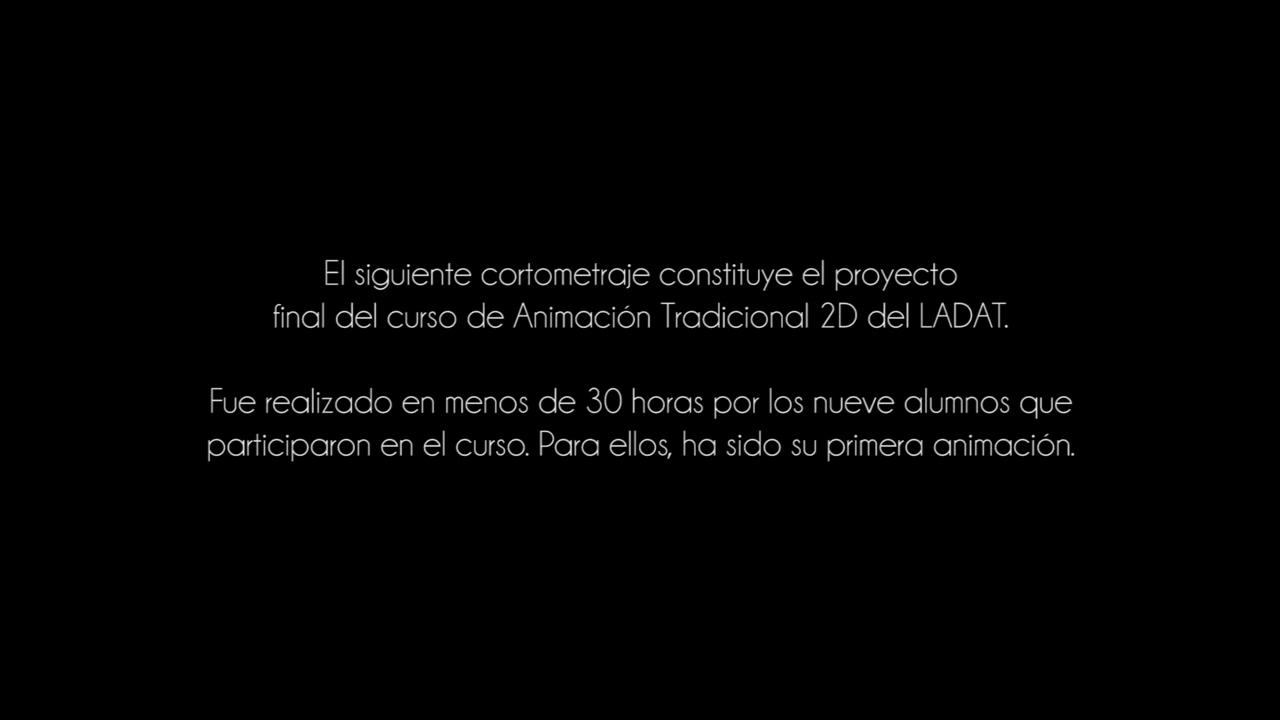 El siguiente cortometraje constituye el proyecto
final del curso de Animación Tradicional 2D del LADAT.
Fue realizado en menos de 30 horas por los nueve alumnos que
participaron en el curso. Para ellos, ha sido su primera animación.